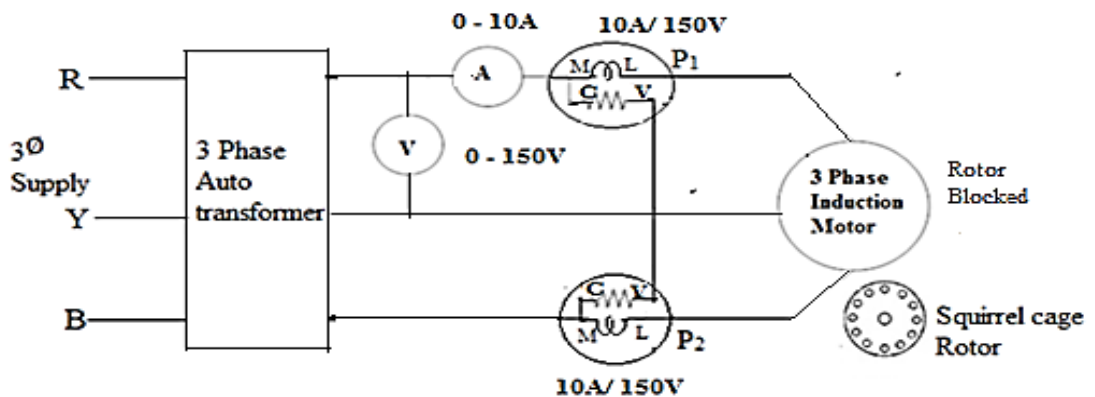 0 - 10A
10A/ 150V
R
A
M L
P1
C V
3Ø
Supply
3 Phase
Auto
transformer
V
0 - 150V
3 Phase
Induction
Motor
Rotor
Blocked
Y
C V
B
M L
P2
Squirrel cage
Rotor
10A/ 150V